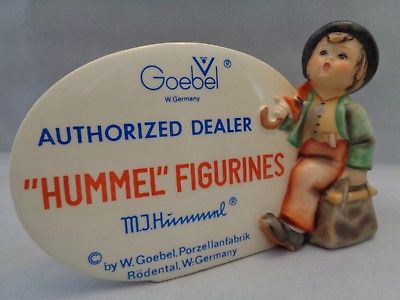 Goebel ®
W. Germany
AUTHORIZED DEALER
"HUMMEL" FIGURINES
M.J.Hummel ®
© by W. Goebel, Porzellanfabrik
Rödental, W.-Germany